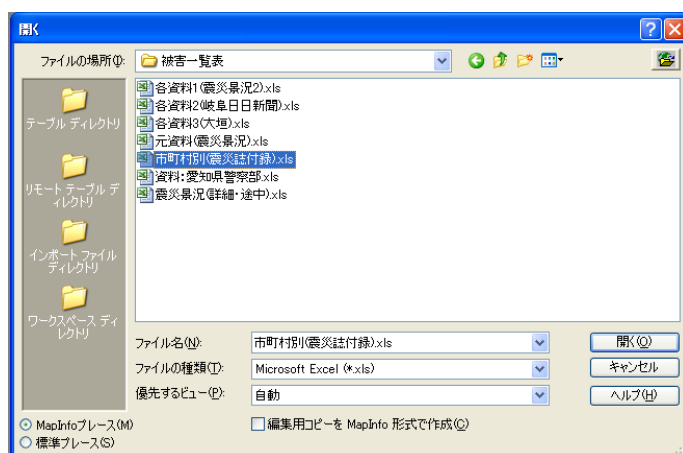 開く
ファイルの場所(I):
被害一覧表
テーブル ディレクトリ
リモート テーブル デ
ィレクトリ
インポート ファイル
ディレクトリ
ワークスペース ディ
レクトリ
各資料1(震災景況2).xls
各資料2(岐阜日日新聞).xls
各資料3(大垣).xls
元資料(震災景況).xls
市町村別(震災誌付録).xls
資料:愛知県警察部.xls
震災景況(詳細・途中).xls
ファイル名(N):
市町村別(震災誌付録).xls
開く(O)
ファイルの種類(T):
Microsoft Excel (*.xls)
キャンセル
優先するビュー(P):
自動
ヘルプ(H)
MapInfoプレース(M)
標準プレース(S)
編集用コピーを MapInfo 形式で作成(C)